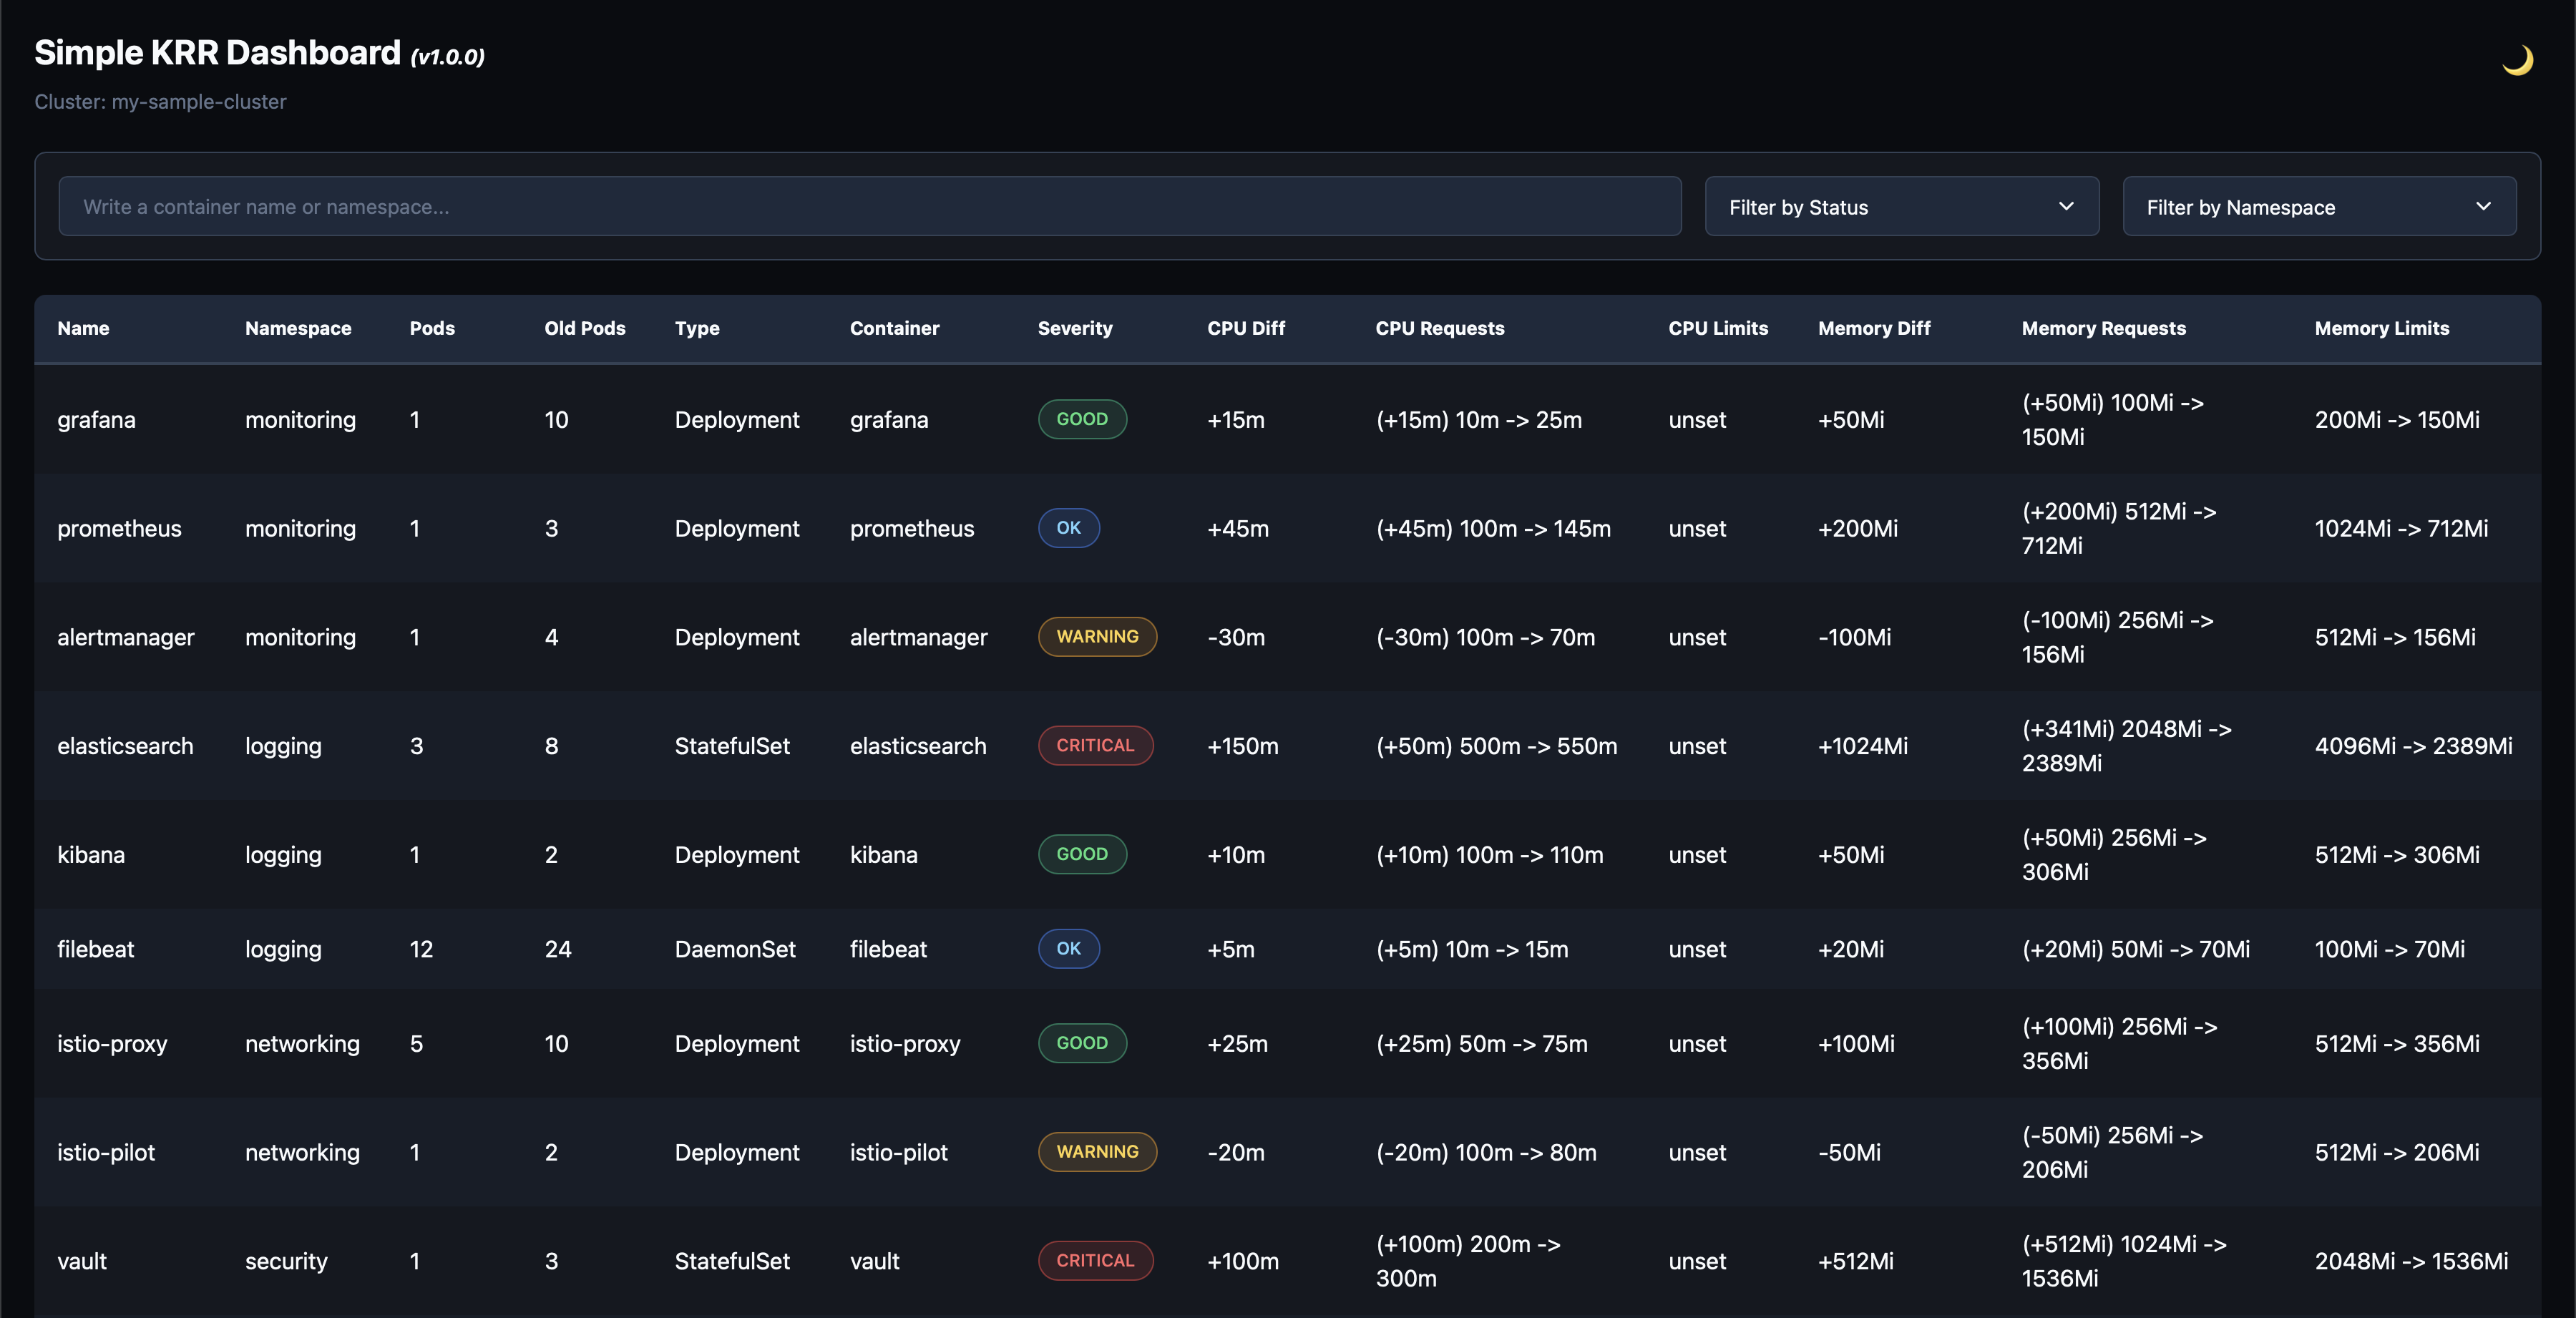 Simple KRR Dashboard (v1.0.0)
Cluster: my-sample-cluster
Write a container name or namespace... Filter by Status Filter by Namespace
Name Namespace Pods Old Pods Type Container Severity CPU Diff CPU Requests CPU Limits Memory Diff Memory Requests Memory Limits
grafana monitoring 1 10 Deployment grafana GOOD +15m (+15m) 10m -> 25m unset +50Mi (+50Mi) 100Mi -> 150Mi 200Mi -> 150Mi
prometheus monitoring 1 3 Deployment prometheus OK +45m (+45m) 100m -> 145m unset +200Mi (+200Mi) 512Mi -> 712Mi 1024Mi -> 712Mi
alertmanager monitoring 1 4 Deployment alertmanager WARNING -30m (-30m) 100m -> 70m unset -100Mi (-100Mi) 256Mi -> 156Mi 512Mi -> 156Mi
elasticsearch logging 3 8 StatefulSet elasticsearch CRITICAL +150m (+50m) 500m -> 550m unset +1024Mi (+341Mi) 2048Mi -> 2389Mi 4096Mi -> 2389Mi
kibana logging 1 2 Deployment kibana GOOD +10m (+10m) 100m -> 110m unset +50Mi (+50Mi) 256Mi -> 306Mi 512Mi -> 306Mi
filebeat logging 12 24 DaemonSet filebeat OK +5m (+5m) 10m -> 15m unset +20Mi (+20Mi) 50Mi -> 70Mi 100Mi -> 70Mi
istio-proxy networking 5 10 Deployment istio-proxy GOOD +25m (+25m) 50m -> 75m unset +100Mi (+100Mi) 256Mi -> 356Mi 512Mi -> 356Mi
istio-pilot networking 1 2 Deployment istio-pilot WARNING -20m (-20m) 100m -> 80m unset -50Mi (-50Mi) 256Mi -> 206Mi 512Mi -> 206Mi
vault security 1 3 StatefulSet vault CRITICAL +100m (+100m) 200m -> 300m unset +512Mi (+512Mi) 1024Mi -> 1536Mi 2048Mi -> 1536Mi